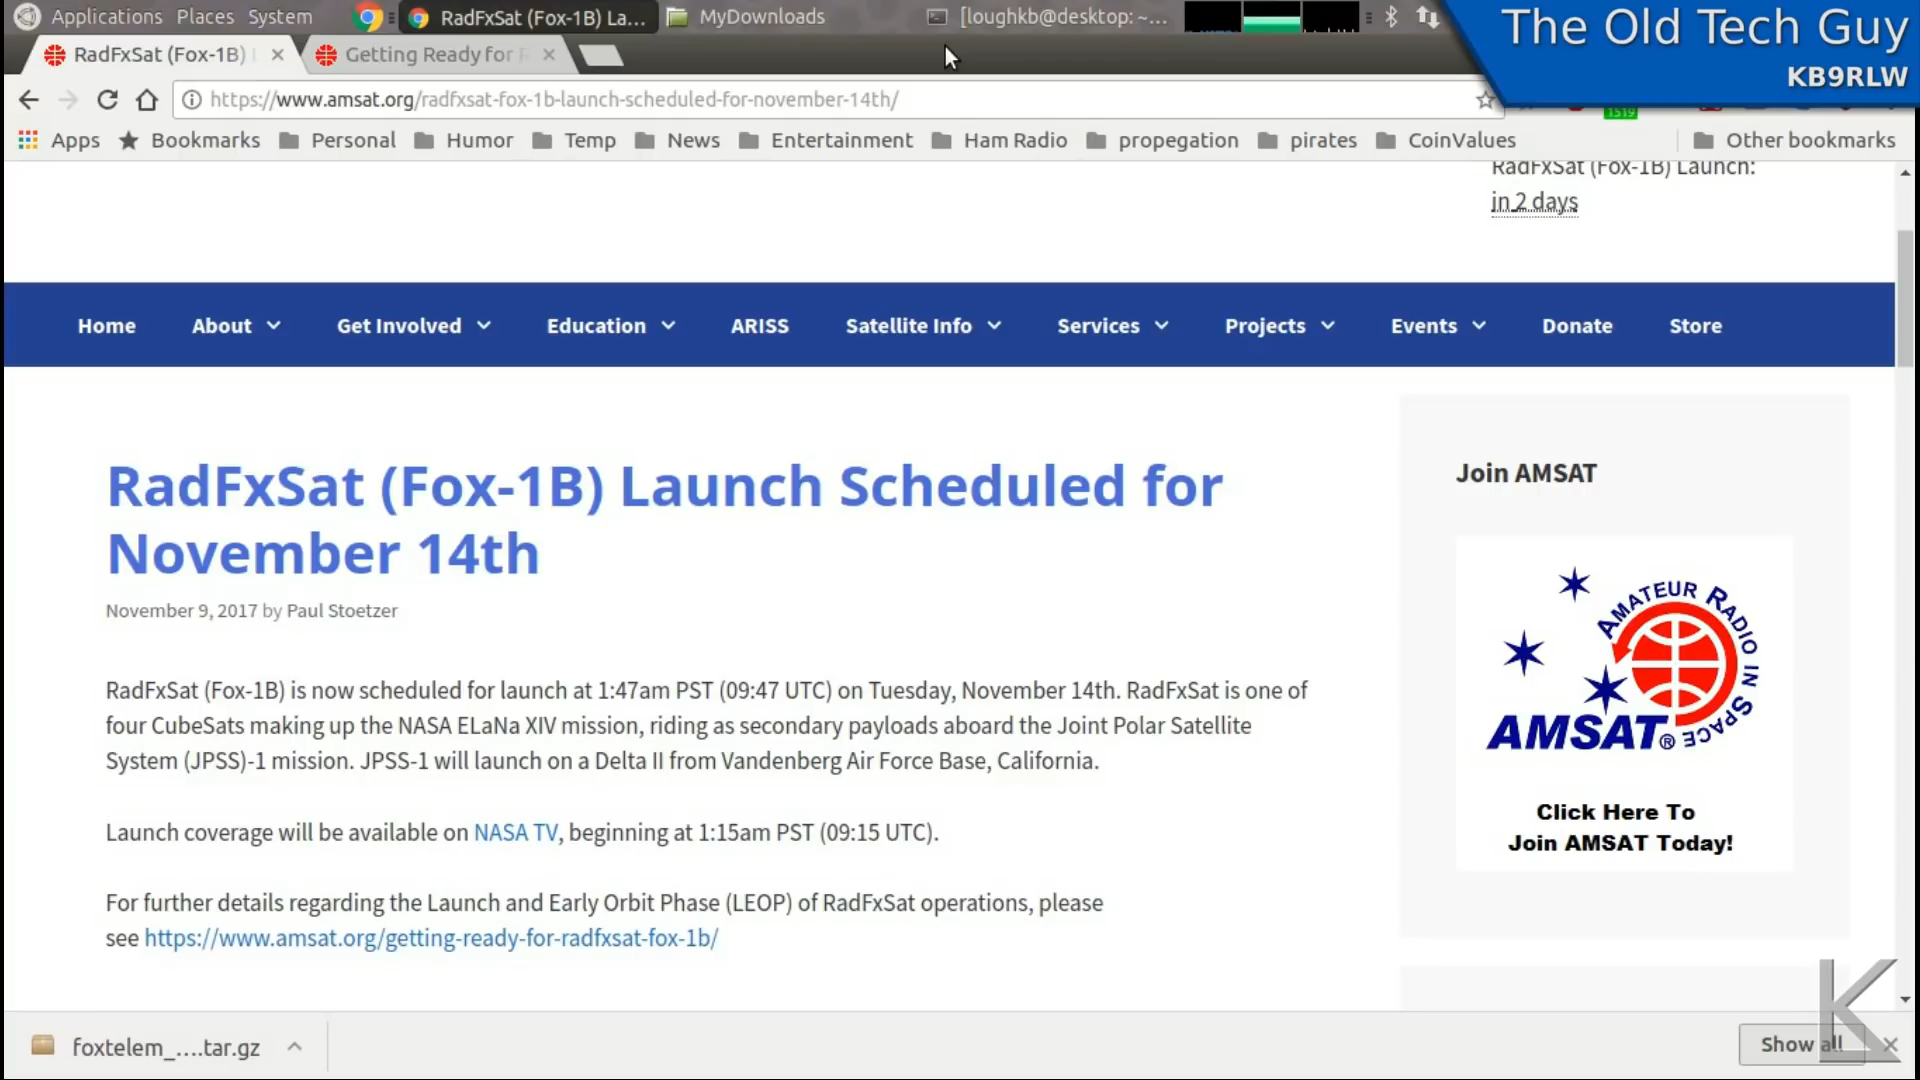 Applications Places System
RadFxSat (Fox-1B) La...
MyDownloads
[loughkb@desktop: ~...
The Old Tech Guy
KB9RLW
RadFxSat (Fox-1B)
Getting Ready for
https://www.amsat.org/radfxsat-fox-1b-launch-scheduled-for-november-14th/
1519
Apps Bookmarks Personal Humor Temp News Entertainment Ham Radio propegation pirates CoinValues Other bookmarks
RadFxSat (Fox-1B) Launch:
in 2 days
Home About Get Involved Education ARISS Satellite Info Services Projects Events Donate Store
RadFxSat (Fox-1B) Launch Scheduled for
November 14th
November 9, 2017 by Paul Stoetzer
RadFxSat (Fox-1B) is now scheduled for launch at 1:47am PST (09:47 UTC) on Tuesday, November 14th. RadFxSat is one of
four CubeSats making up the NASA ELaNa XIV mission, riding as secondary payloads aboard the Joint Polar Satellite
System (JPSS)-1 mission. JPSS-1 will launch on a Delta II from Vandenberg Air Force Base, California.
Launch coverage will be available on NASA TV, beginning at 1:15am PST (09:15 UTC).
For further details regarding the Launch and Early Orbit Phase (LEOP) of RadFxSat operations, please
see https://www.amsat.org/getting-ready-for-radfxsat-fox-1b/
Join AMSAT
AMATEUR RADIO IN SPACE
AMSAT®
Click Here To
Join AMSAT Today!
foxtelem_....tar.gz
Show all
K